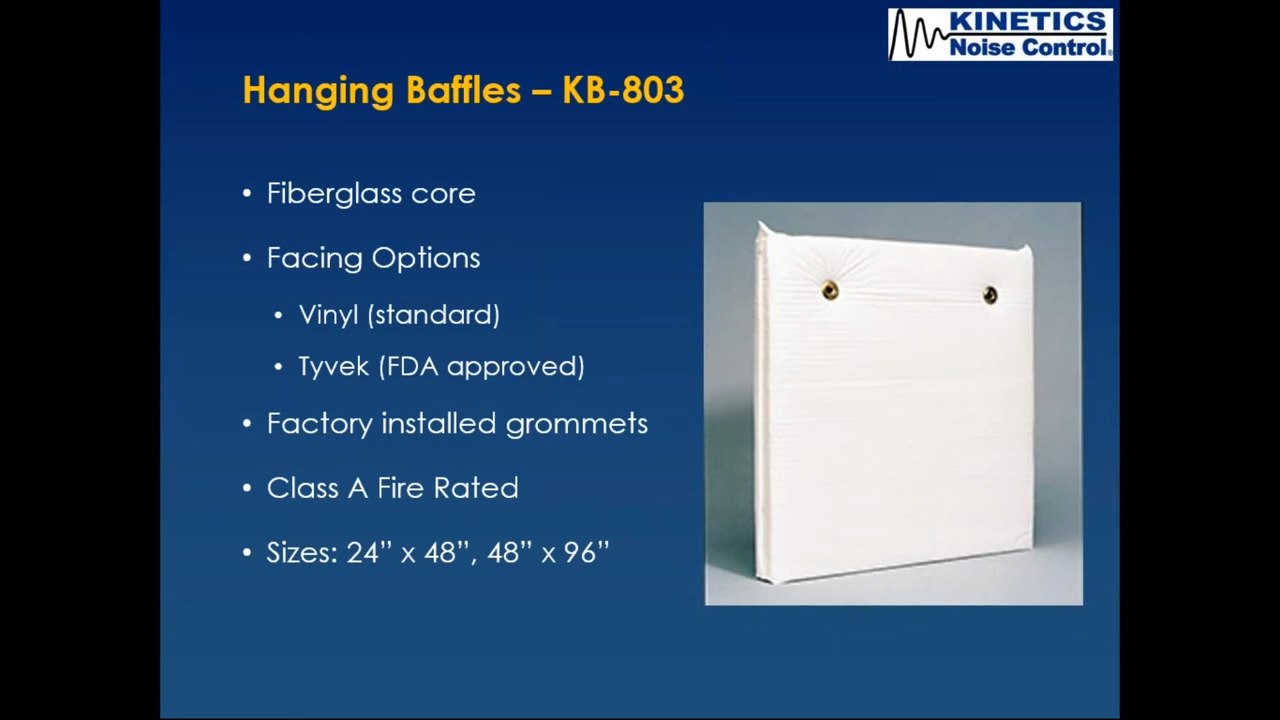 KINETICS
Noise Control®
Hanging Baffles – KB-803
• Fiberglass core
• Facing Options
• Vinyl (standard)
• Tyvek (FDA approved)
• Factory installed grommets
• Class A Fire Rated
• Sizes: 24” x 48”, 48” x 96”